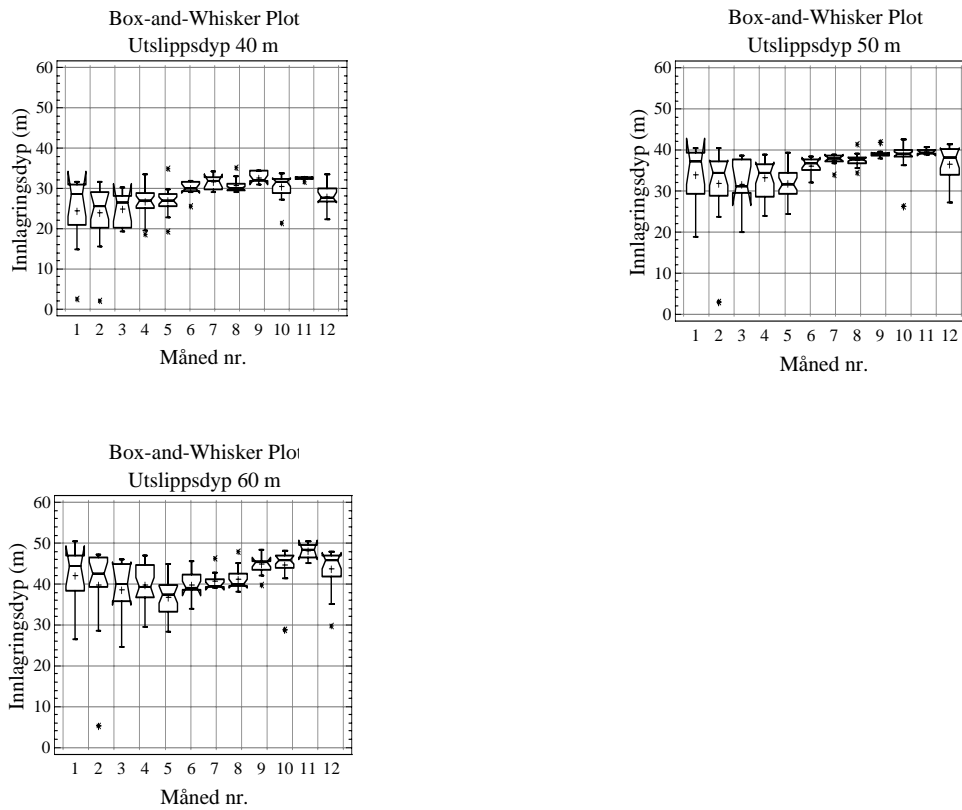 Box-and-Whisker Plot
Utslippsdyp 40 m
Innlagringsdyp (m)
60
50
40
30
20
10
0
1 2 3 4 5 6 7 8 9 10 11 12
Måned nr.
Box-and-Whisker Plot
Utslippsdyp 50 m
Innlagringsdyp (m)
60
50
40
30
20
10
0
1 2 3 4 5 6 7 8 9 10 11 12
Måned nr.
Box-and-Whisker Plot
Utslippsdyp 60 m
Innlagringsdyp (m)
60
50
40
30
20
10
0
1 2 3 4 5 6 7 8 9 10 11 12
Måned nr.